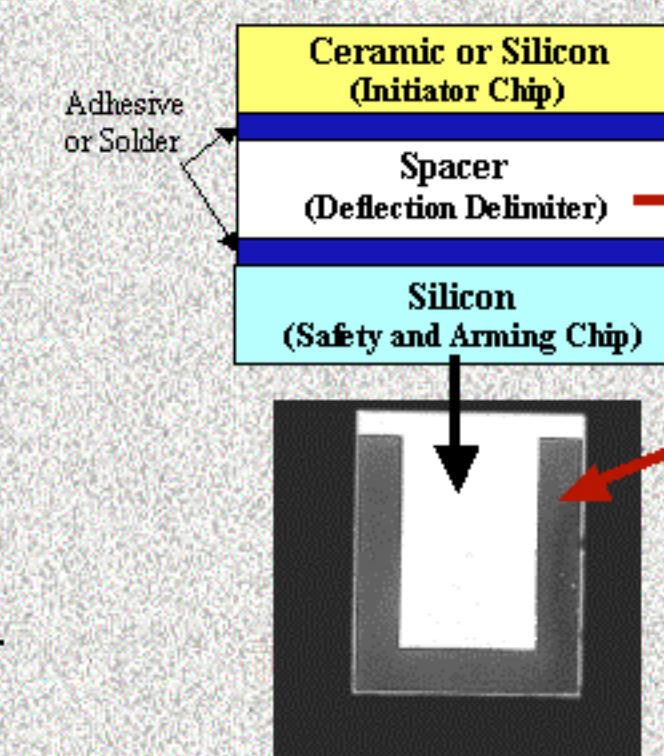 Ceramic or Silicon
(Initiator Chip)
Adhesive
or Solder
Spacer
(Deflection Delimiter)
Silicon
(Safety and Arming Chip)